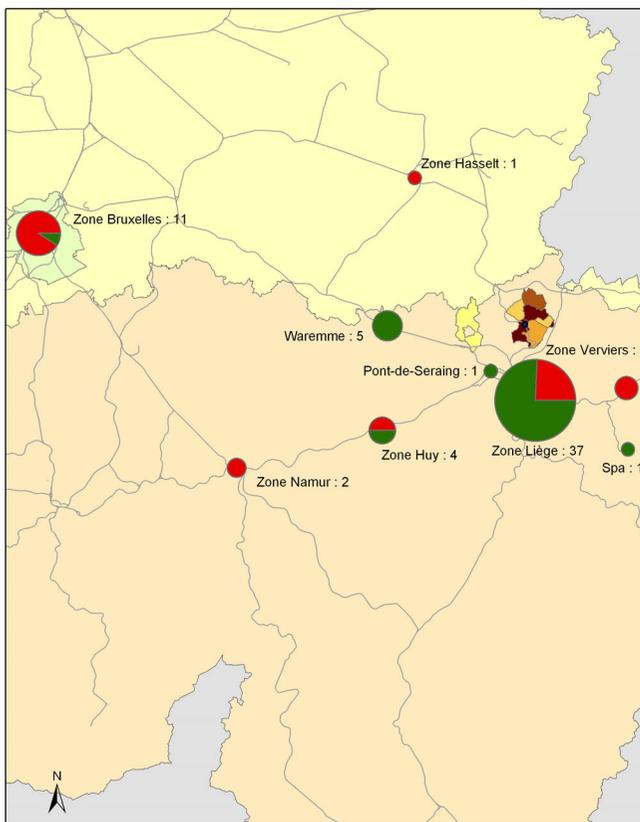 Zone Hasselt : 1
Zone Bruxelles : 11
Waremme : 5
Zone Verviers :
Pont-de-Seraing : 1
Zone Huy : 4
Zone Liège : 37
Spa : 1
Zone Namur : 2
N